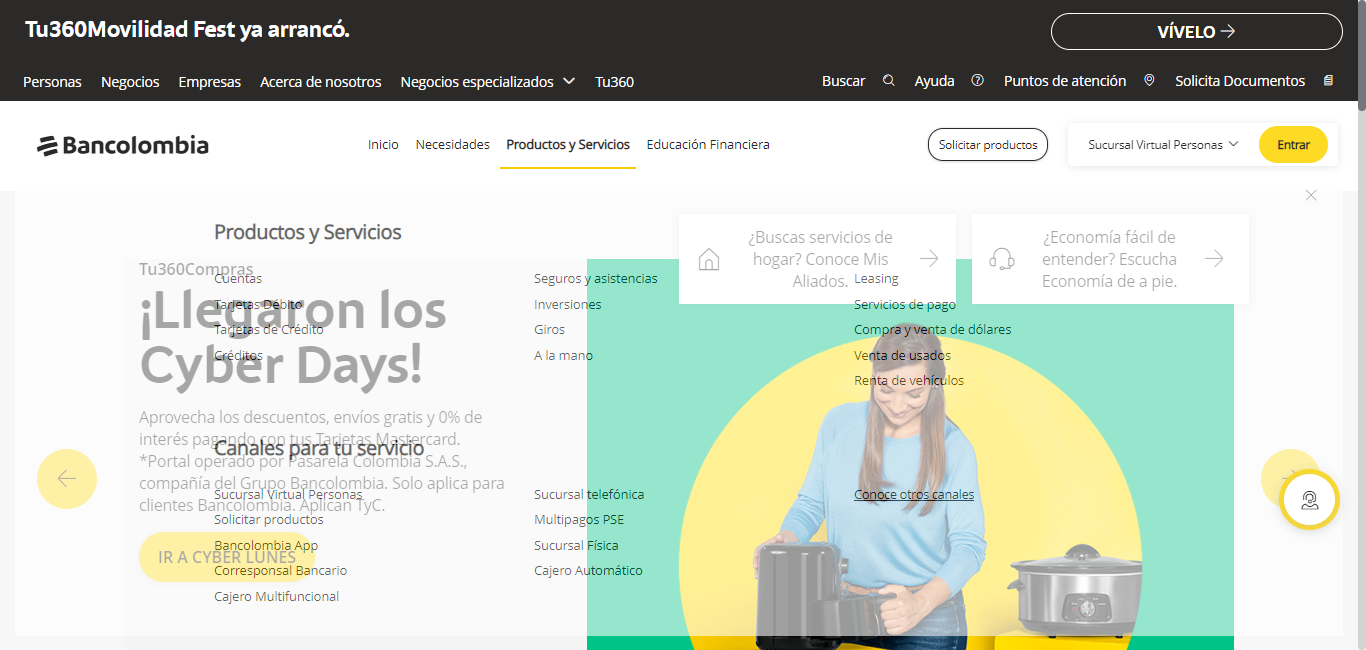 Tu360Movilidad Fest ya arrancó.
VÍVELO
Personas Negocios Empresas Acerca de nosotros Negocios especializados Tu360
Buscar Ayuda Puntos de atención Solicita Documentos
Bancolombia
Inicio Necesidades Productos y Servicios Educación Financiera
Solicitar productos
Sucursal Virtual Personas
Entrar
Productos y Servicios
¿Buscas servicios de
hogar? Conoce Mis
Aliados.
¿Economía fácil de
entender? Escucha
Economía de a pie.
Cuentas
Tarjetas Débito
Tarjetas de Crédito
Créditos
Seguros y asistencias
Inversiones
Giros
A la mano
Leasing
Servicios de pago
Compra y venta de dólares
Venta de usados
Renta de vehículos
Canales para tu servicio
Sucursal Virtual Personas
Solicitar productos
Bancolombia App
Corresponsal Bancario
Cajero Multifuncional
Sucursal telefónica
Multipagos PSE
Sucursal Física
Cajero Automático
Conoce otros canales
Tu360Compras
¡Llegaron los
Cyber Days!
Aprovecha los descuentos, envíos gratis y 0% de
interés pagando con tus Tarjetas Mastercard.
*Portal operado por Pasarela Colombia S.A.S.,
compañía del Grupo Bancolombia. Solo aplica para
clientes Bancolombia. Aplican TyC.
IR A CYBER LUNES